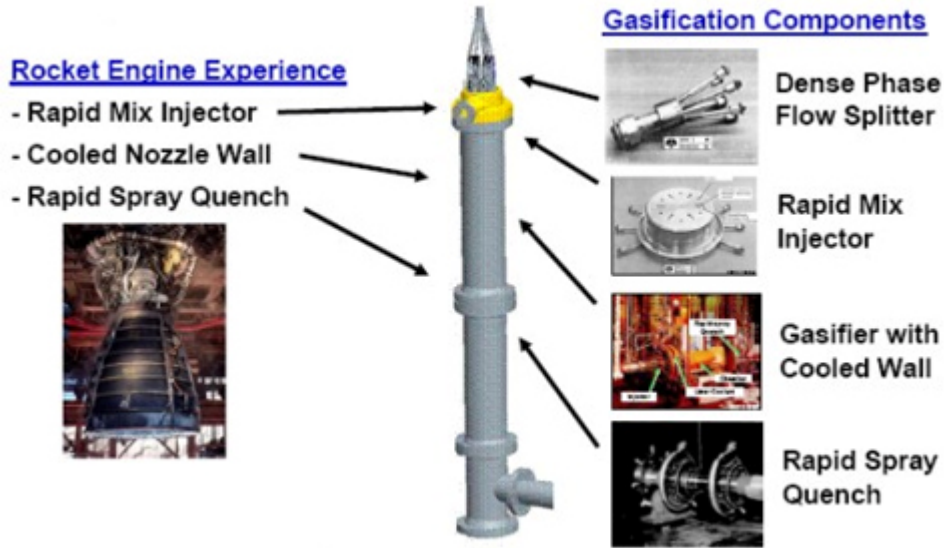 Gasification Components
Rocket Engine Experience
- Rapid Mix Injector
- Cooled Nozzle Wall
- Rapid Spray Quench
Dense Phase
Flow Splitter
Rapid Mix
Injector
Gasifier with
Cooled Wall
Rapid Spray
Quench